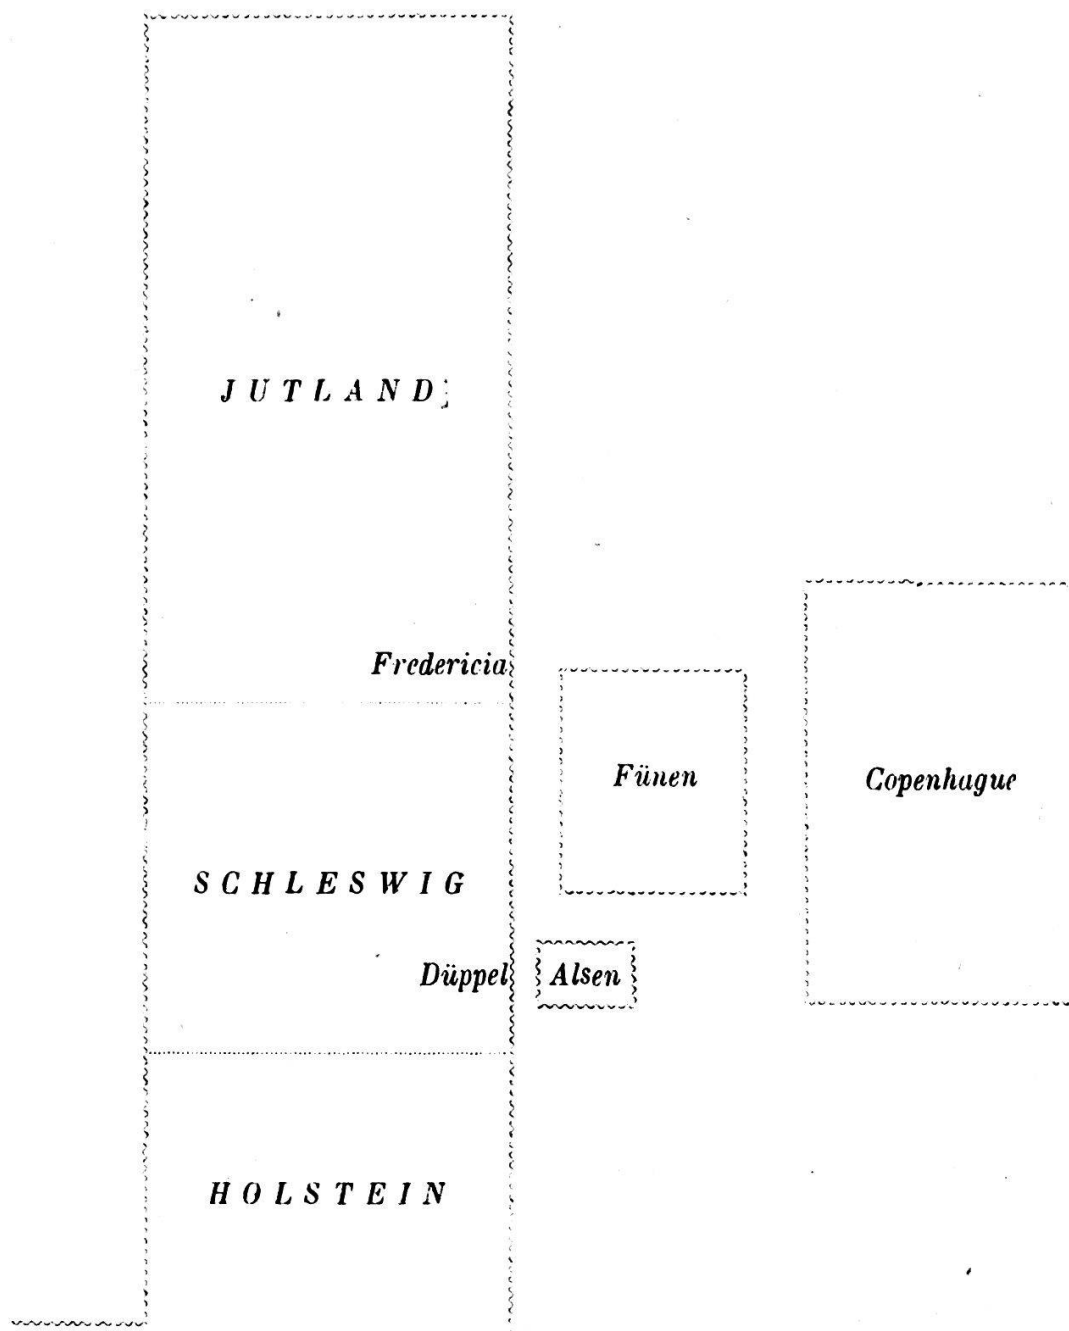 JUTLAND
Fredericia
Fünen
Copenhague
SCHLESWIG
Düppel
Alsen
HOLSTEIN